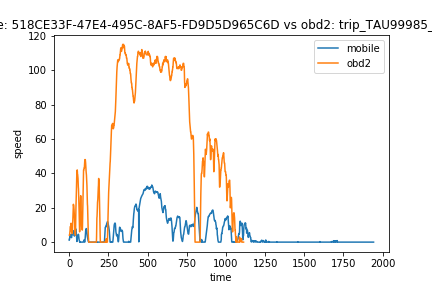 e: 518CE33F-47E4-495C-8AF5-FD9D5D965C6D vs obd2: trip_TAU99985_
mobile
obd2
speed
120
100
80
60
40
20
0
0 250 500 750 1000 1250 1500 1750 2000
time